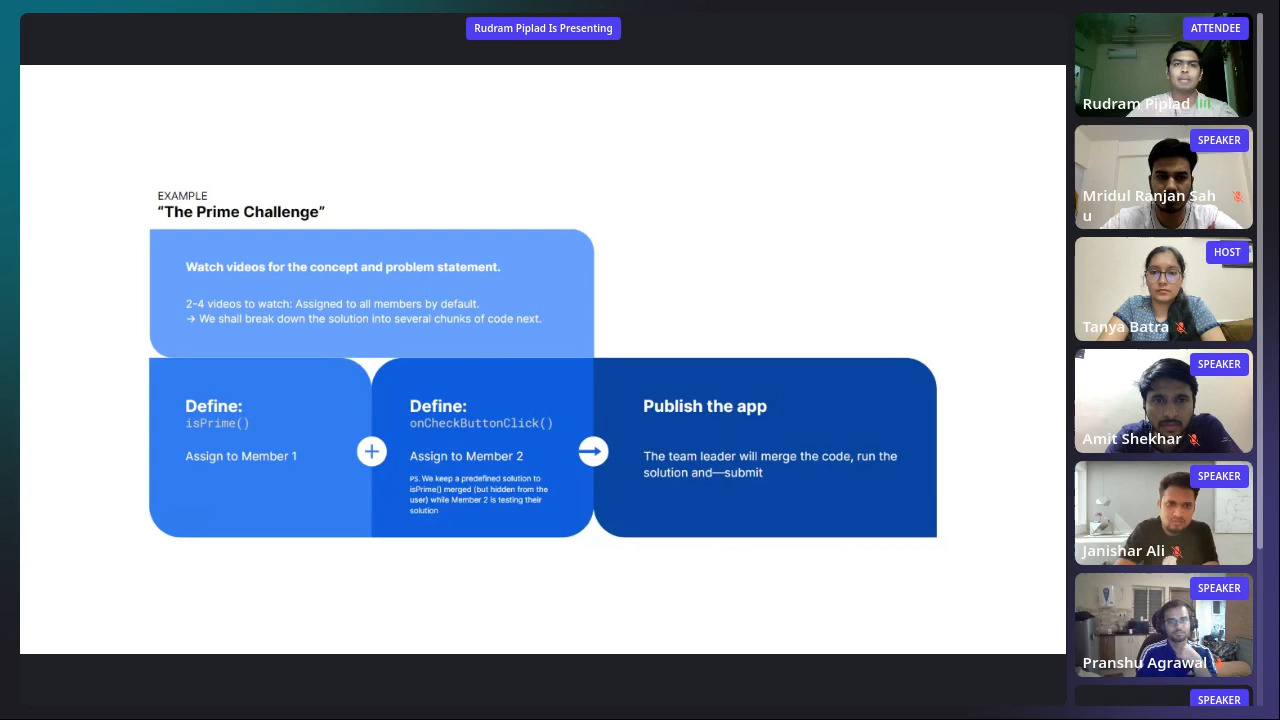 Rudram Piplad Is Presenting
EXAMPLE
“The Prime Challenge”
Watch videos for the concept and problem statement.
2-4 videos to watch: Assigned to all members by default.
→ We shall break down the solution into several chunks of code next.
Define:
isPrime()
Assign to Member 1
+
Define:
onCheckButtonClick()
Assign to Member 2
PS. We keep a predefined solution to
isPrime() merged (but hidden from the
user) while Member 2 is testing their
solution
Publish the app
The team leader will merge the code, run the
solution and—submit
ATTENDEE
Rudram Piplad
SPEAKER
Mridul Ranjan Sah
u
HOST
Tanya Batra
SPEAKER
Amit Shekhar
SPEAKER
Janishar Ali
SPEAKER
Pranshu Agrawal
SPEAKER